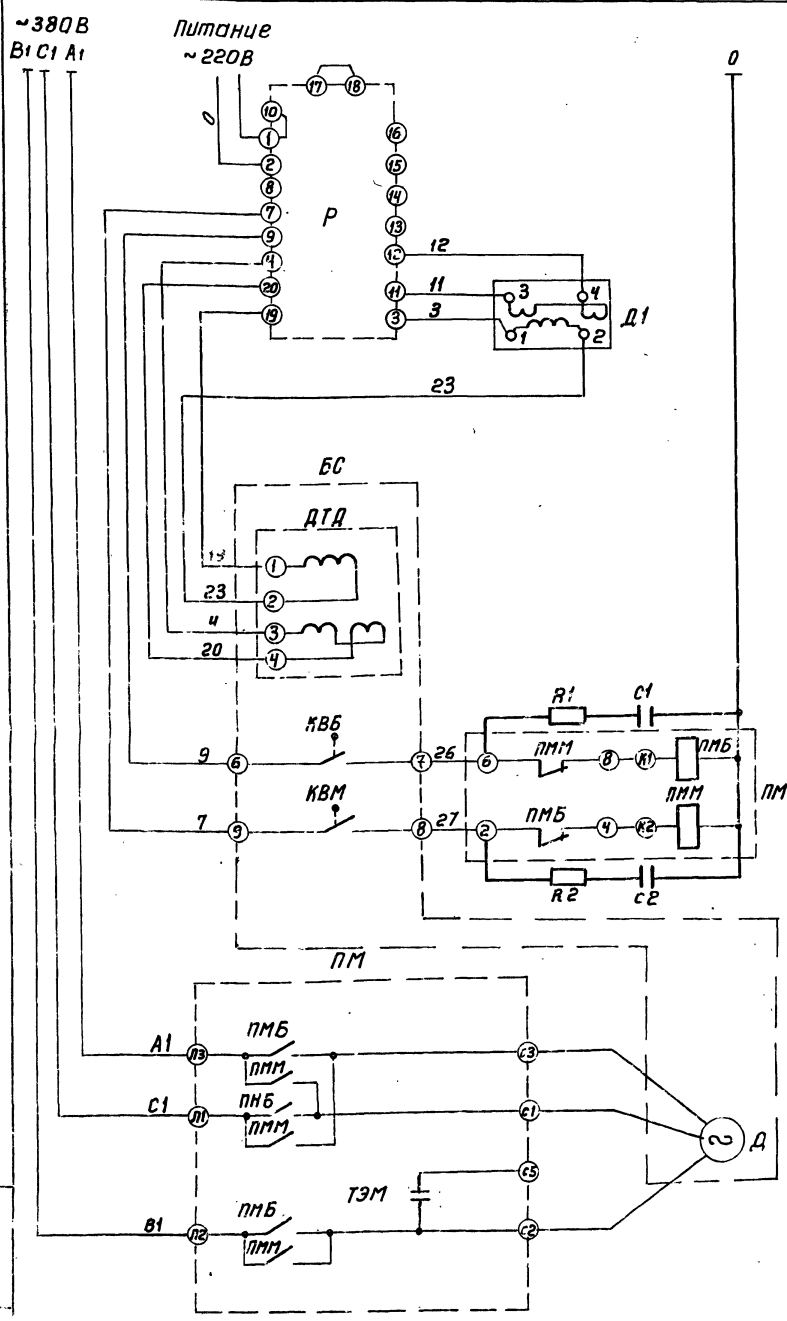 ~380В
В1 С1 А1
Питание
~220В
0
0
17 18
10
1
2
8
7
9
4
20
19
Р
16
15
14
13
12
11
3
12
11
3
3 4
1 2
Д1
23
БС
ДТД
1
23 2
4 3
20 4
R1 С1
КВБ
9 6
7 26 6
ПММ
8 К1
ПМБ
КВМ
7 9
8 27 2
ПМБ
4 К2
ПММ
ПМ
R2 С2
ПМ
А1 Л3
ПМБ
ПММ
С3
С1 Л1
ПНБ
ПММ
С1
С5
ТЭМ
В1 Л2
ПМБ
ПММ
С2
Д